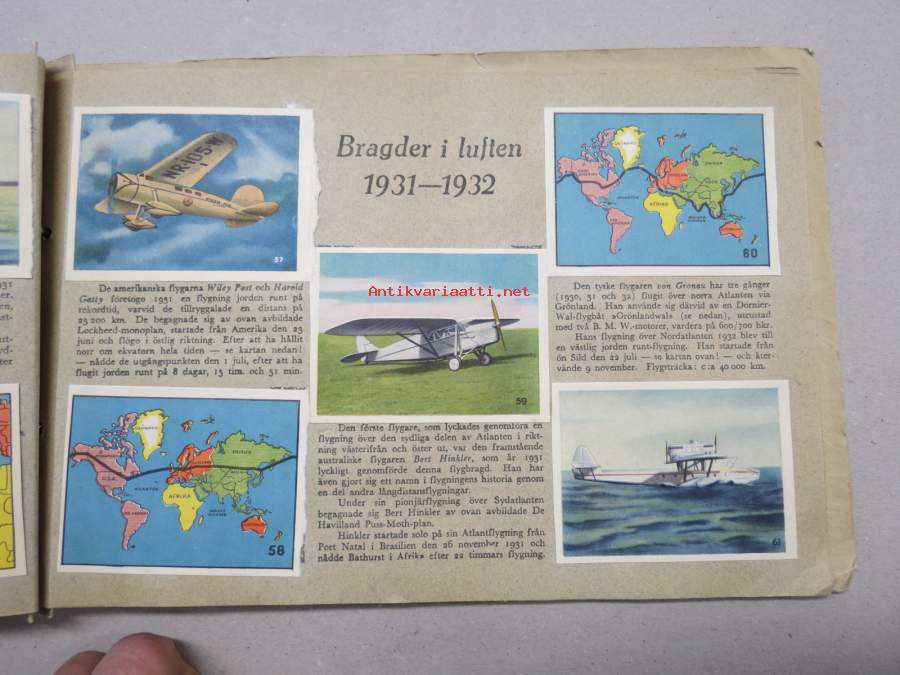 Bragder i luften
1931—1932
NR-105-W
57
De amerikanska flygarna Wiley Post och Harold
Gatty företogo 1931 en flygning jorden runt på
rekordtid, varvid de tillryggalade en distans på
25 200 km. De begagnade sig av ovan avbildade
Lockheed-monoplan, startade från Amerika den 23
juni och flögo i östlig riktning. Efter att ha hållit
norr om ekvatorn hela tiden — se kartan nedan!
— nådde de utgångspunkten den 1 juli, efter att ha
flugit jorden runt på 8 dagar, 15 tim. och 51 min.
U.S.A.
AFRIKA
58
Antikvariaatti.net
59
Den förste flygare, som lyckades genomföra en
flygning över den sydliga delen av Atlanten i rikt-
ning västerifrån och öster ut, var den framstående
australiske flygaren Bert Hinkler, som år 1931
lyckligt genomförde denna flygbragd. Han har
även gjort sig ett namn i flygningens historia genom
en del andra långdistansflygningar.
Under sin pionjärflygning över Sydatlanten
begagnade sig Bert Hinkler av ovan avbildade De
Havilland Puss-Moth-plan.
Hinkler startade solo på sin Atlantflygning från
Port Natal i Brasilien den 26 november 1931 och
nådde Bathurst i Afrika efter 22 timmars flygning.
AFRIKA
60
Den tyske flygaren von Gronau har tre gånger
(1930, 31 och 32) flugit över norra Atlanten via
Grönland. Han använde sig därvid av en Dornier-
Wal-flygbåt »Grönlandwal» (se nedan), utrustad
med två B. M. W.-motorer, vardera på 600/700 hkr.
Hans flygning över Nordatlanten 1932 blev till
en västlig jorden runt-flygning. Han startade från
ön Sild den 22 juli — se kartan ovan! — och åter-
vände 9 november. Flygsträcka: c:a 40 000 km.
61